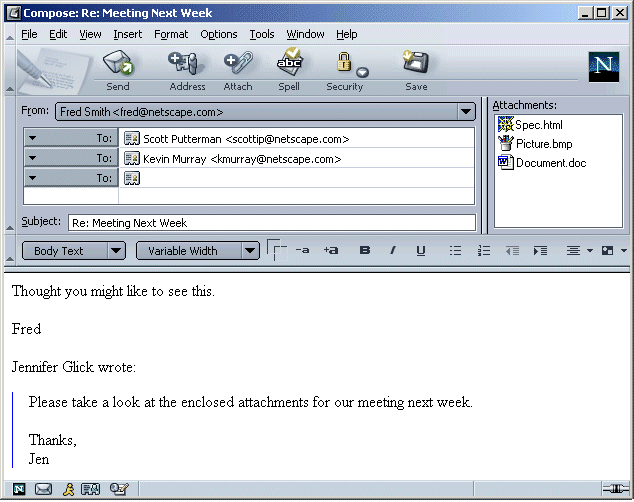 Compose: Re: Meeting Next Week
File Edit View Insert Format Options Tools Window Help
Send Address Attach Spell Security Save
abc
N
From: Fred Smith <fred@netscape.com>
Attachments:
To: Scott Putterman <scottip@netscape.com>
To: Kevin Murray <kmurray@netscape.com>
To:
Spec.html
Picture.bmp
Document.doc
Subject: Re: Meeting Next Week
Body Text Variable Width -a +a B I U
Thought you might like to see this.
Fred
Jennifer Glick wrote:
Please take a look at the enclosed attachments for our meeting next week.
Thanks,
Jen